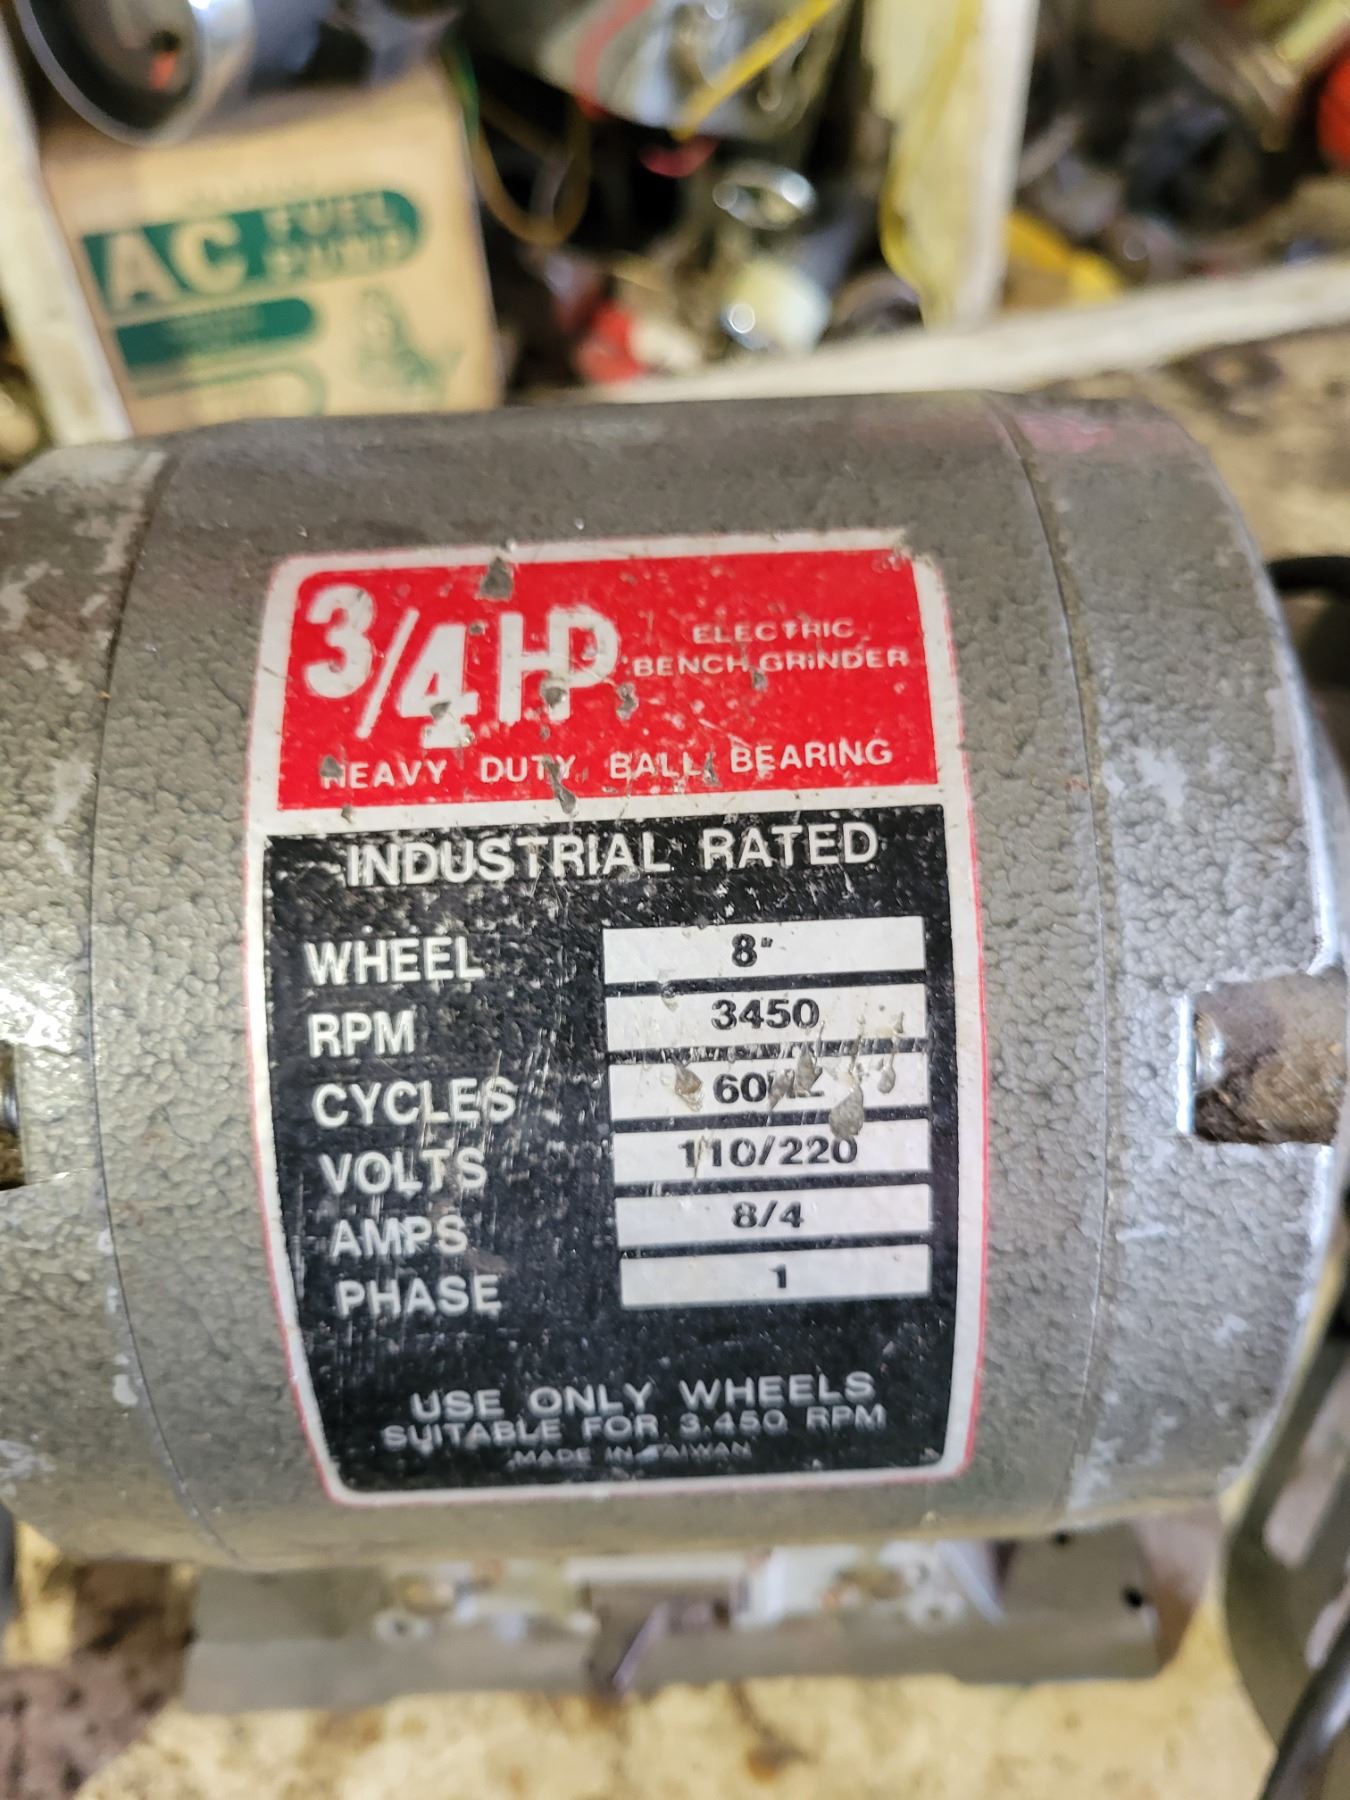 AC FUEL
PUMP
3/4 HP
ELECTRIC
BENCH GRINDER
HEAVY DUTY BALL BEARING
INDUSTRIAL RATED
WHEEL 8"
RPM 3450
CYCLES 60HZ
VOLTS 110/220
AMPS 8/4
PHASE 1
USE ONLY WHEELS
SUITABLE FOR 3,450 RPM
MADE IN TAIWAN